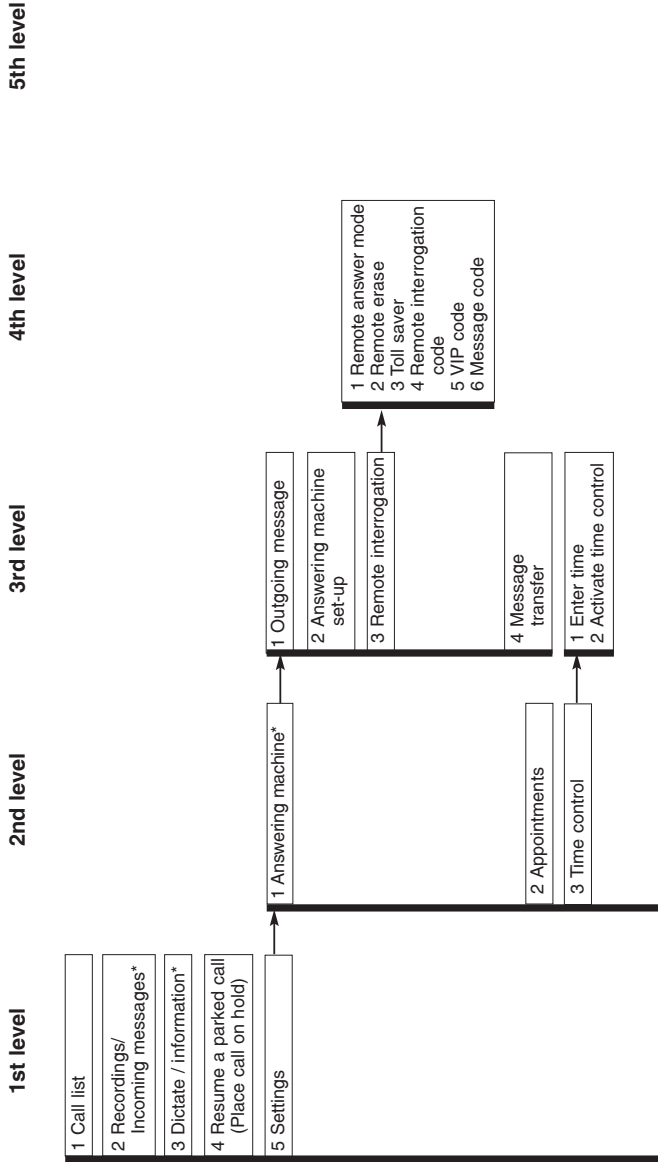 1st level
2nd level
3rd level
4th level
5th level
1 Call list
2 Recordings/
Incoming messages*
3 Dictate / information*
4 Resume a parked call
(Place call on hold)
5 Settings
1 Answering machine*
2 Appointments
3 Time control
1 Outgoing message
2 Answering machine
set-up
3 Remote interrogation
4 Message
transfer
1 Enter time
2 Activate time control
1 Remote answer mode
2 Remote erase
3 Toll saver
4 Remote interrogation
code
5 VIP code
6 Message code